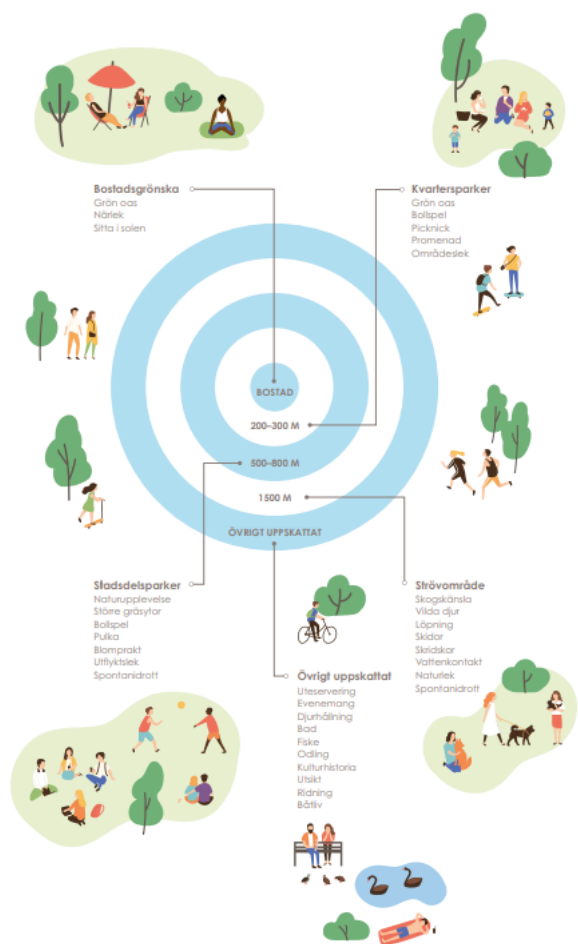 Bostadsgrönska
Grön oas
Närlek
Sitta i solen
Kvartersparker
Grön oas
Bollspel
Picknick
Promenad
Områdeslek
BOSTAD
200–300 M
500–800 M
1500 M
ÖVRIGT UPPSKATTAT
Stadsdelsparker
Naturupplevelse
Större gräsytor
Bollspel
Pulka
Blomprakt
Utflyktslek
Spontanidrott
Strövområde
Skogskänsla
Vilda djur
Löpning
Skidor
Skridskor
Vattenkontakt
Naturlek
Spontanidrott
Övrigt uppskattat
Uteservering
Evenemang
Djurhållning
Bad
Fiske
Odling
Kulturhistoria
Utsikt
Ridning
Båtliv